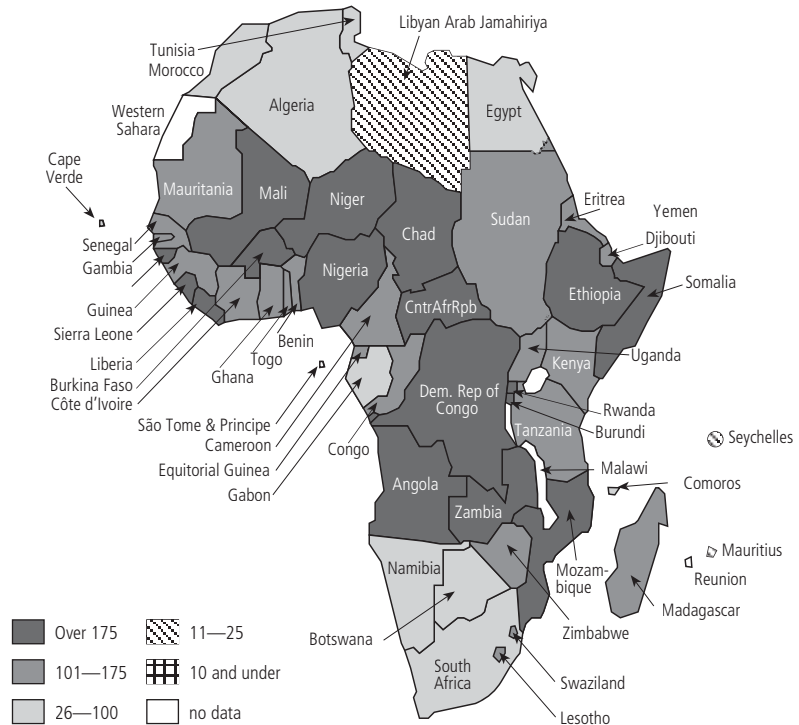 Libyan Arab Jamahiriya
Tunisia
Morocco
Algeria
Egypt
Western
Sahara
Cape
Verde
Mauritania
Mali
Niger
Chad
Sudan
Eritrea
Yemen
Djibouti
Senegal
Gambia
Guinea
Sierra Leone
Liberia
Burkina Faso
Côte d’Ivoire
Ghana
Togo
Benin
Nigeria
CntrAfrRpb
Ethiopia
Somalia
Kenya
Uganda
Dem. Rep of
Congo
Rwanda
Burundi
Tanzania
São Tome & Principe
Cameroon
Equitorial Guinea
Gabon
Congo
Seychelles
Malawi
Comoros
Angola
Zambia
Mauritius
Reunion
Madagascar
Mozam-
bique
Zimbabwe
Namibia
Botswana
South
Africa
Swaziland
Lesotho
Over 175
101—175
26—100
11—25
10 and under
no data